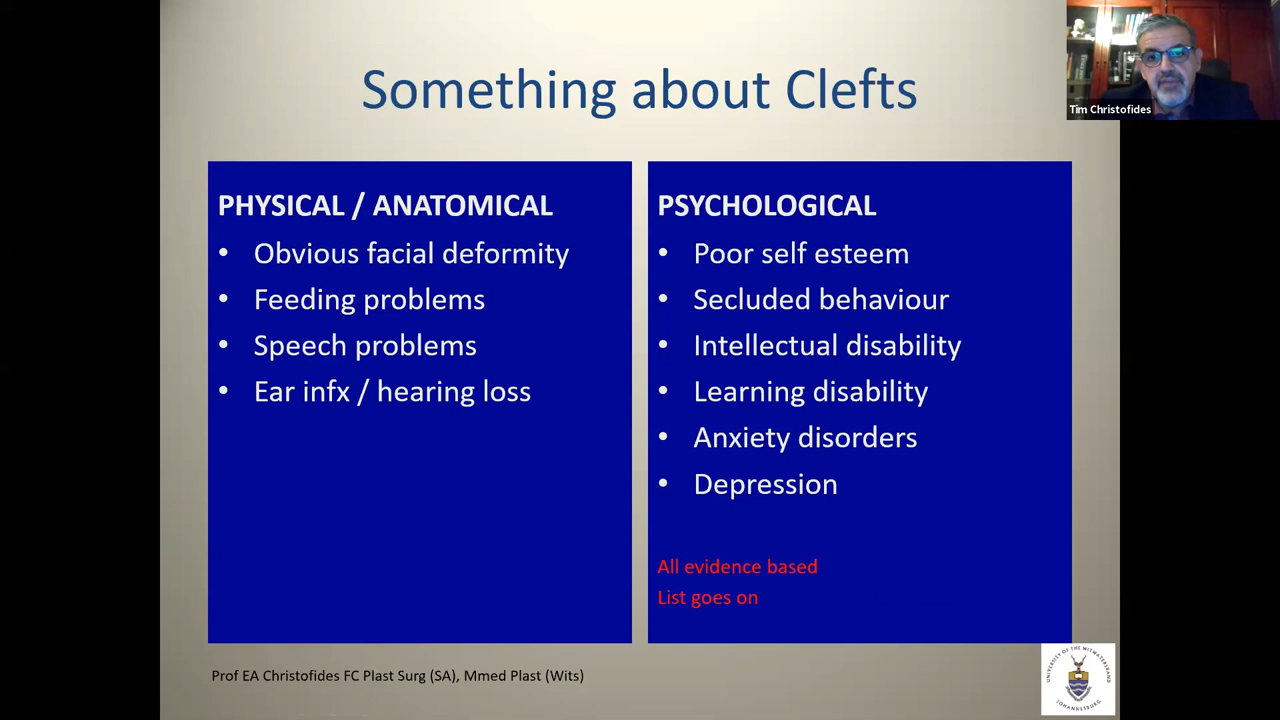 Something about Clefts
Tim Christofides
PHYSICAL / ANATOMICAL
• Obvious facial deformity
• Feeding problems
• Speech problems
• Ear infx / hearing loss
PSYCHOLOGICAL
• Poor self esteem
• Secluded behaviour
• Intellectual disability
• Learning disability
• Anxiety disorders
• Depression
All evidence based
List goes on
Prof EA Christofides FC Plast Surg (SA), Mmed Plast (Wits)
UNIVERSITY OF THE WITWATERSRAND
JOHANNESBURG